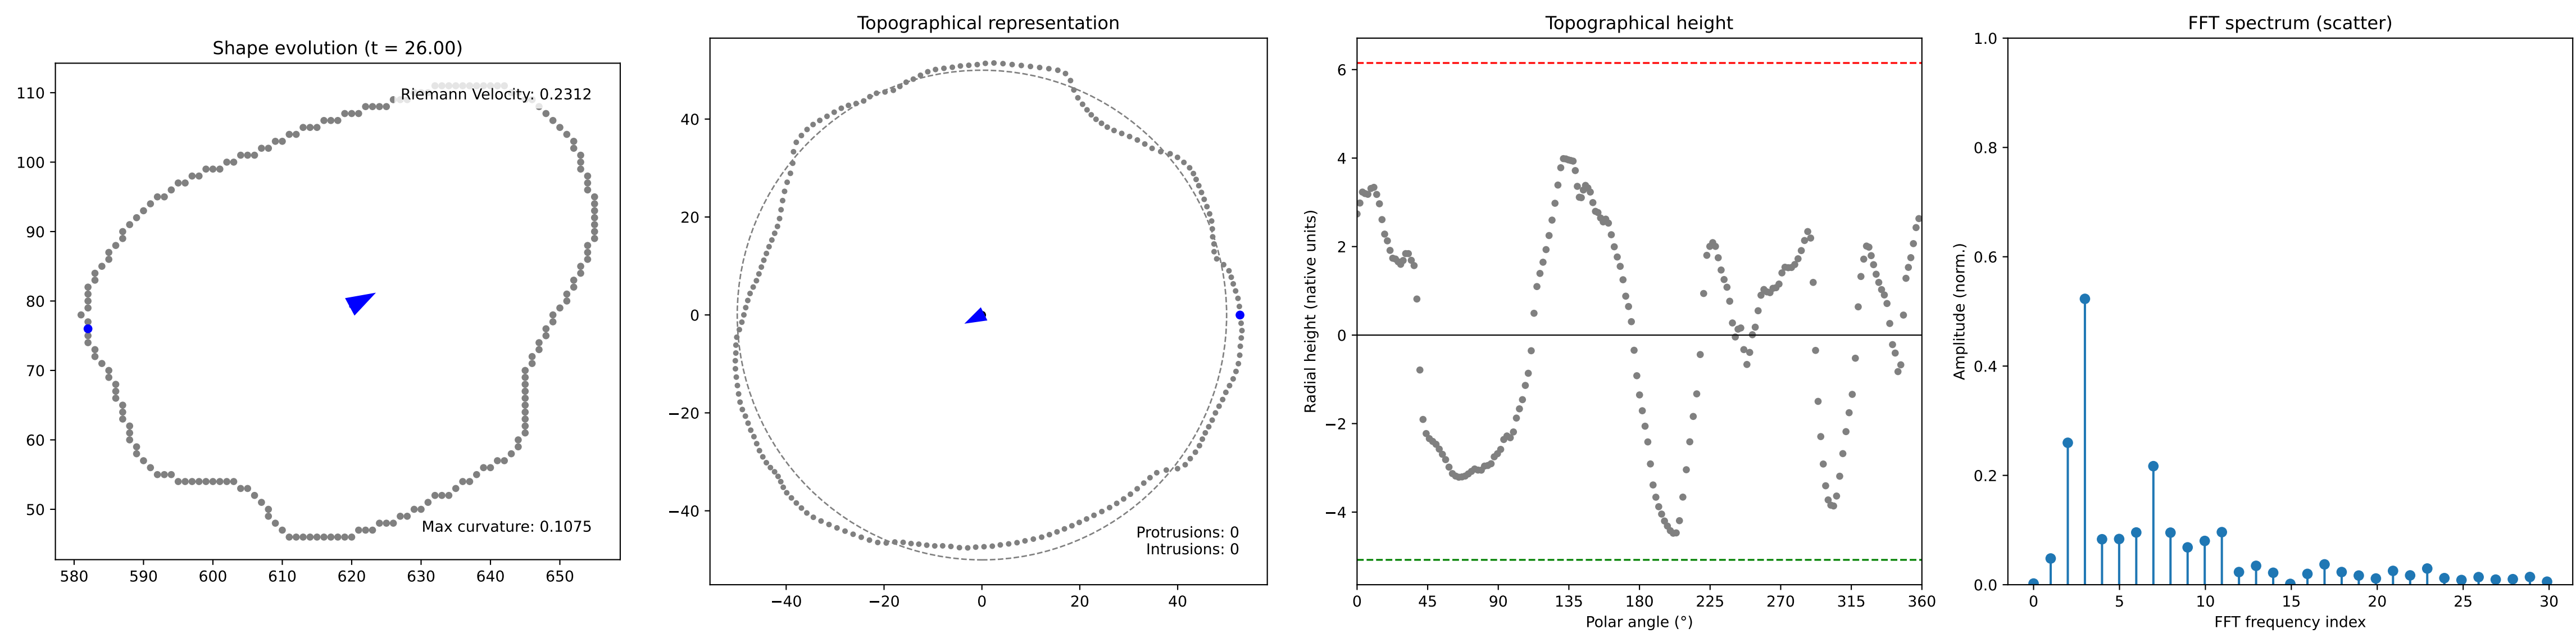 Shape evolution (t = 26.00)
110
100
90
80
70
60
50
580 590 600 610 620 630 640 650
Riemann Velocity: 0.2312
Max curvature: 0.1075
Topographical representation
40
20
0
−20
−40
−40 −20 0 20 40
Protrusions: 0
Intrusions: 0
Topographical height
Radial height (native units)
6
4
2
0
−2
−4
0 45 90 135 180 225 270 315 360
Polar angle (°)
FFT spectrum (scatter)
Amplitude (norm.)
1.0
0.8
0.6
0.4
0.2
0.0
0 5 10 15 20 25 30
FFT frequency index